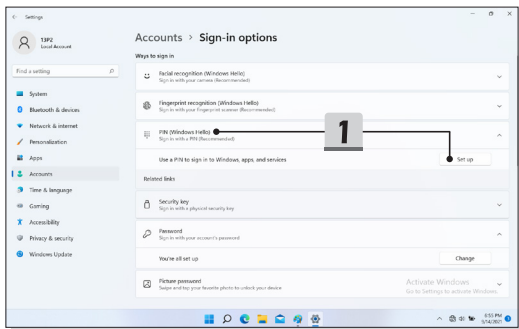 Settings
13P2
Local Account
Find a setting
System
Bluetooth & devices
Network & internet
Personalization
Apps
Accounts
Time & language
Gaming
Accessibility
Privacy & security
Windows Update
Accounts > Sign-in options
Ways to sign in
Facial recognition (Windows Hello)
Sign in with your camera (Recommended)
Fingerprint recognition (Windows Hello)
Sign in with your fingerprint scanner (Recommended)
PIN (Windows Hello)
Sign in with a PIN (Recommended)
1
Use a PIN to sign in to Windows, apps, and services
Set up
Related links
Security key
Sign in with a physical security key
Password
Sign in with your account's password
You're all set up
Change
Picture password
Swipe and tap your favorite photo to unlock your device
Activate Windows
Go to Settings to activate Windows.
6:55 PM
9/14/2021